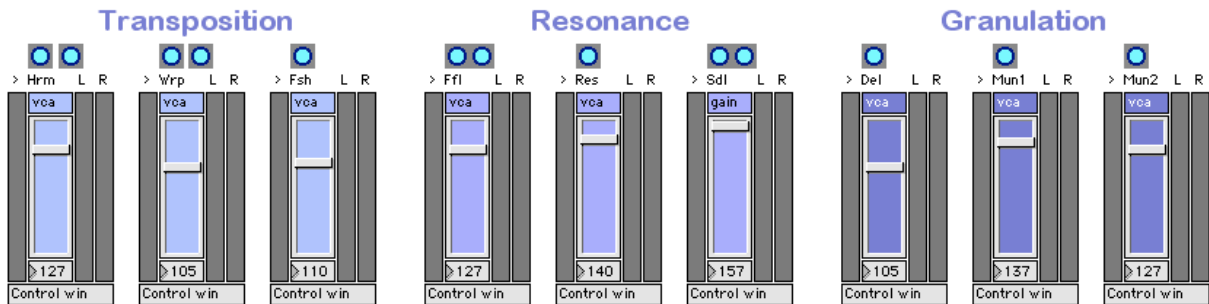 Transposition Resonance Granulation
> Hrm L R > Wrp L R > Fsh L R > Ffl L R > Res L R > Sdl L R > Del L R > Mun1 L R > Mun2 L R
vca vca vca vca vca gain vca vca vca
127 105 110 127 140 157 105 137 127
Control win Control win Control win Control win Control win Control win Control win Control win Control win